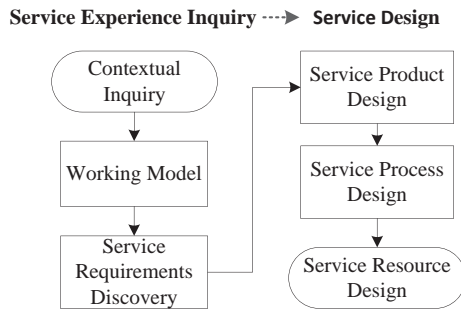 Service Experience Inquiry
Service Design
Contextual
Inquiry
Working Model
Service
Requirements
Discovery
Service Product
Design
Service Process
Design
Service Resource
Design